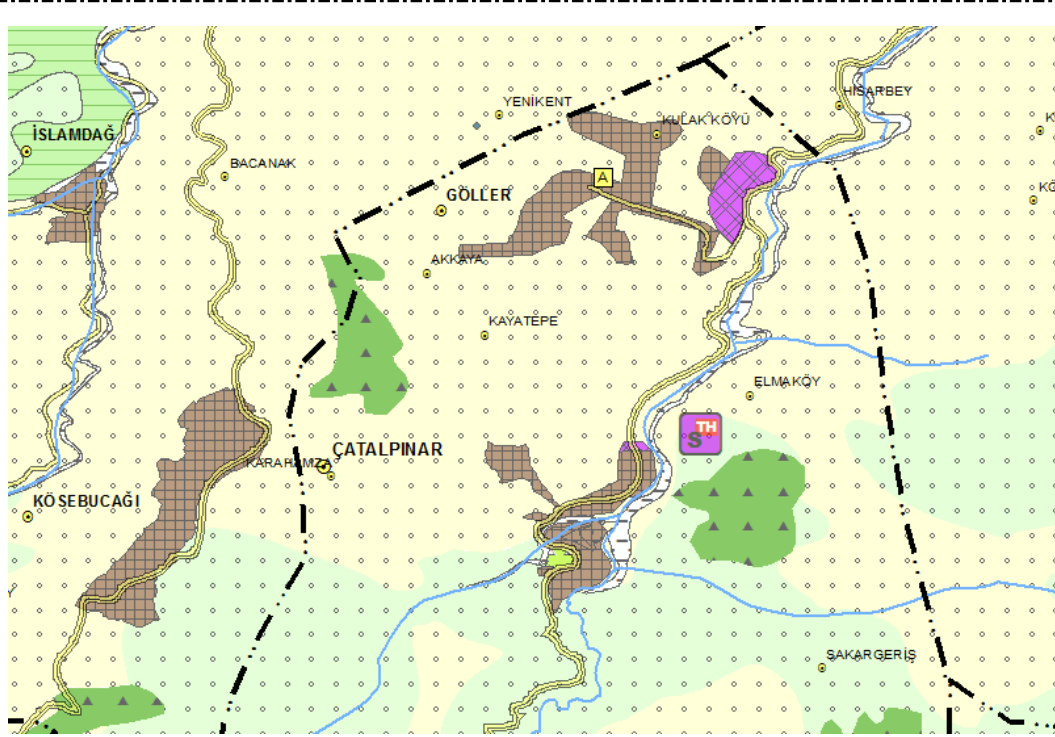 YENİKENT
HİSARBEY
KULAK KÖYÜ
İSLAMDAĞ
BACANAK
A
GÖLLER
AKKAYA
KAYATEPE
ELMAKÖY
TH
S
ÇATALPINAR
KARAHAMZA
KÖSEBUCAĞI
SAKARGERİŞ